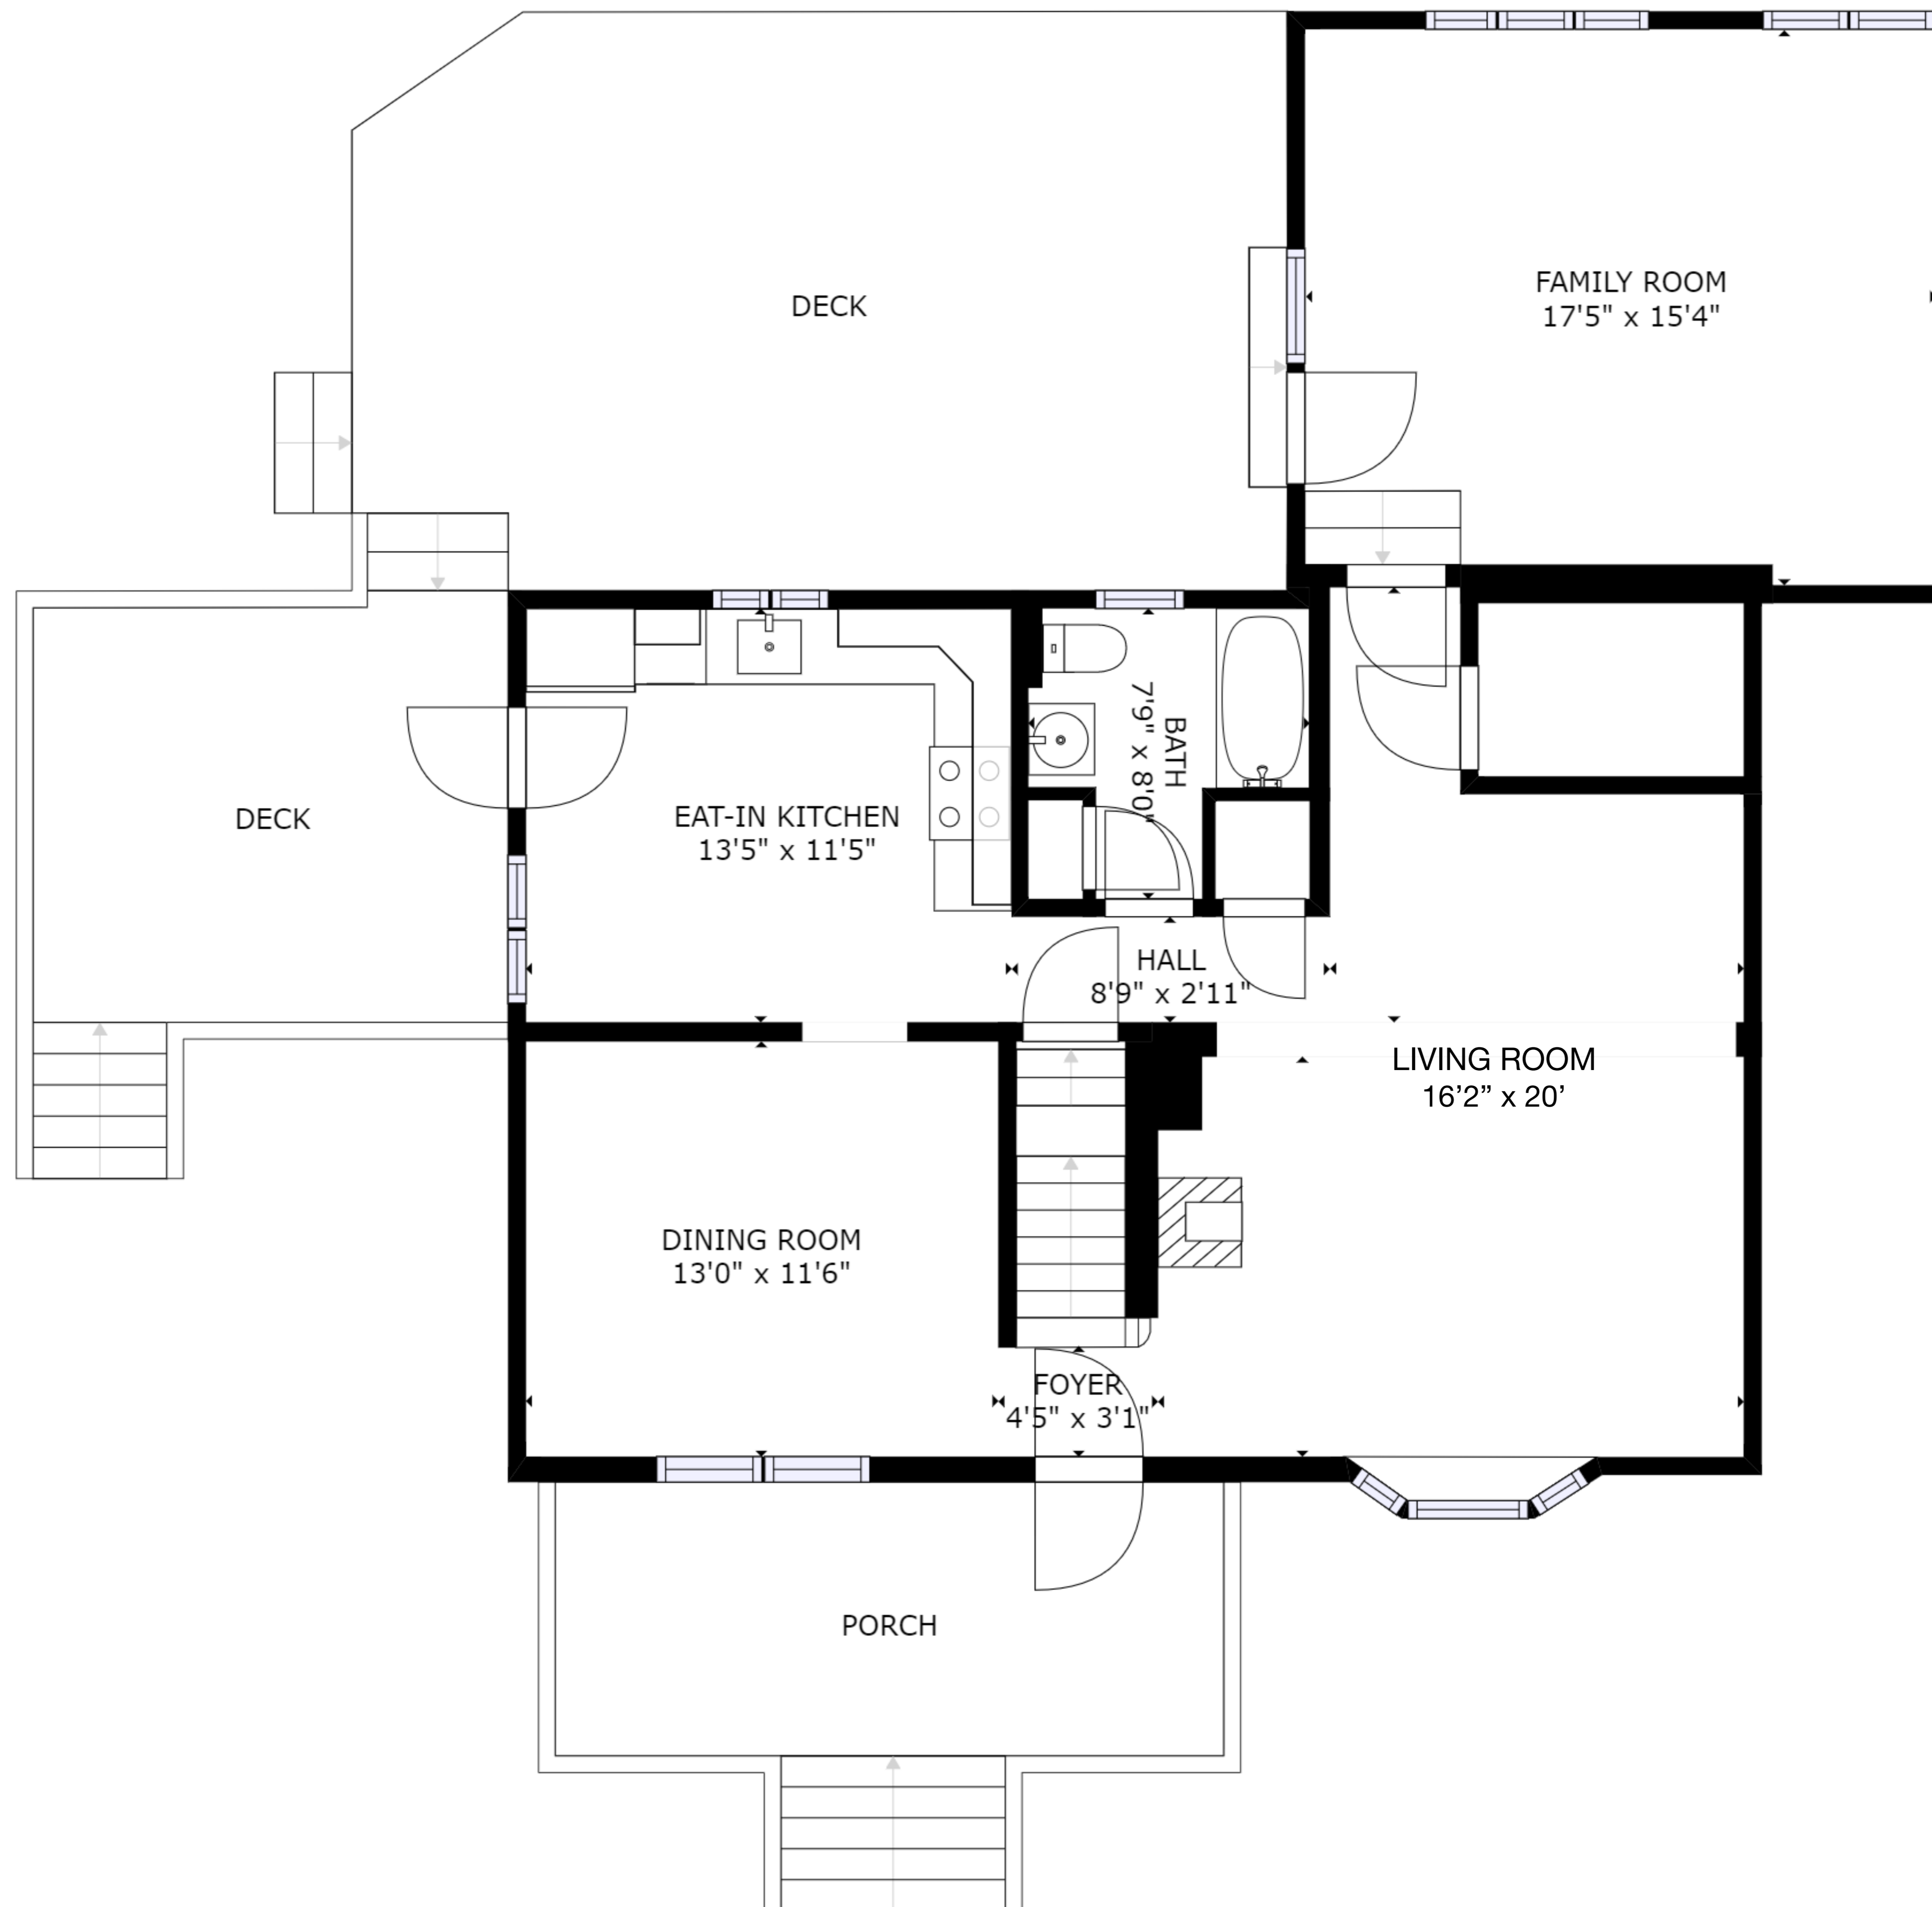 FAMILY ROOM
17'5" x 15'4"
DECK
BATH
7'9" x 8'0"
EAT-IN KITCHEN
13'5" x 11'5"
DECK
HALL
8'9" x 2'11"
LIVING ROOM
16’2” x 20’
DINING ROOM
13'0" x 11'6"
FOYER
4'5" x 3'1"
PORCH